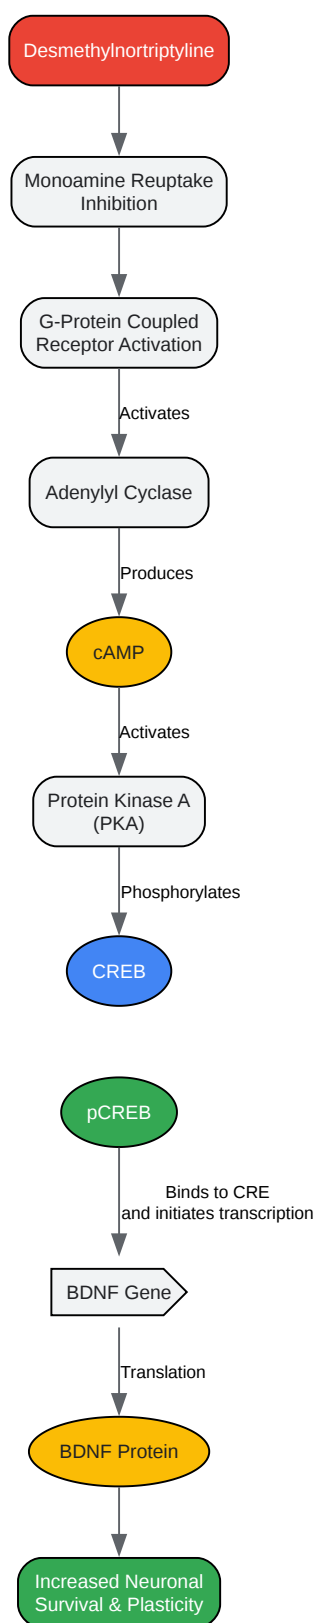 Desmethylnortriptyline
Monoamine Reuptake
Inhibition
G-Protein Coupled
Receptor Activation
Activates
Adenylyl Cyclase
Produces
cAMP
Activates
Protein Kinase A
(PKA)
Phosphorylates
CREB
pCREB
Binds to CRE
and initiates transcription
BDNF Gene
Translation
BDNF Protein
Increased Neuronal
Survival & Plasticity